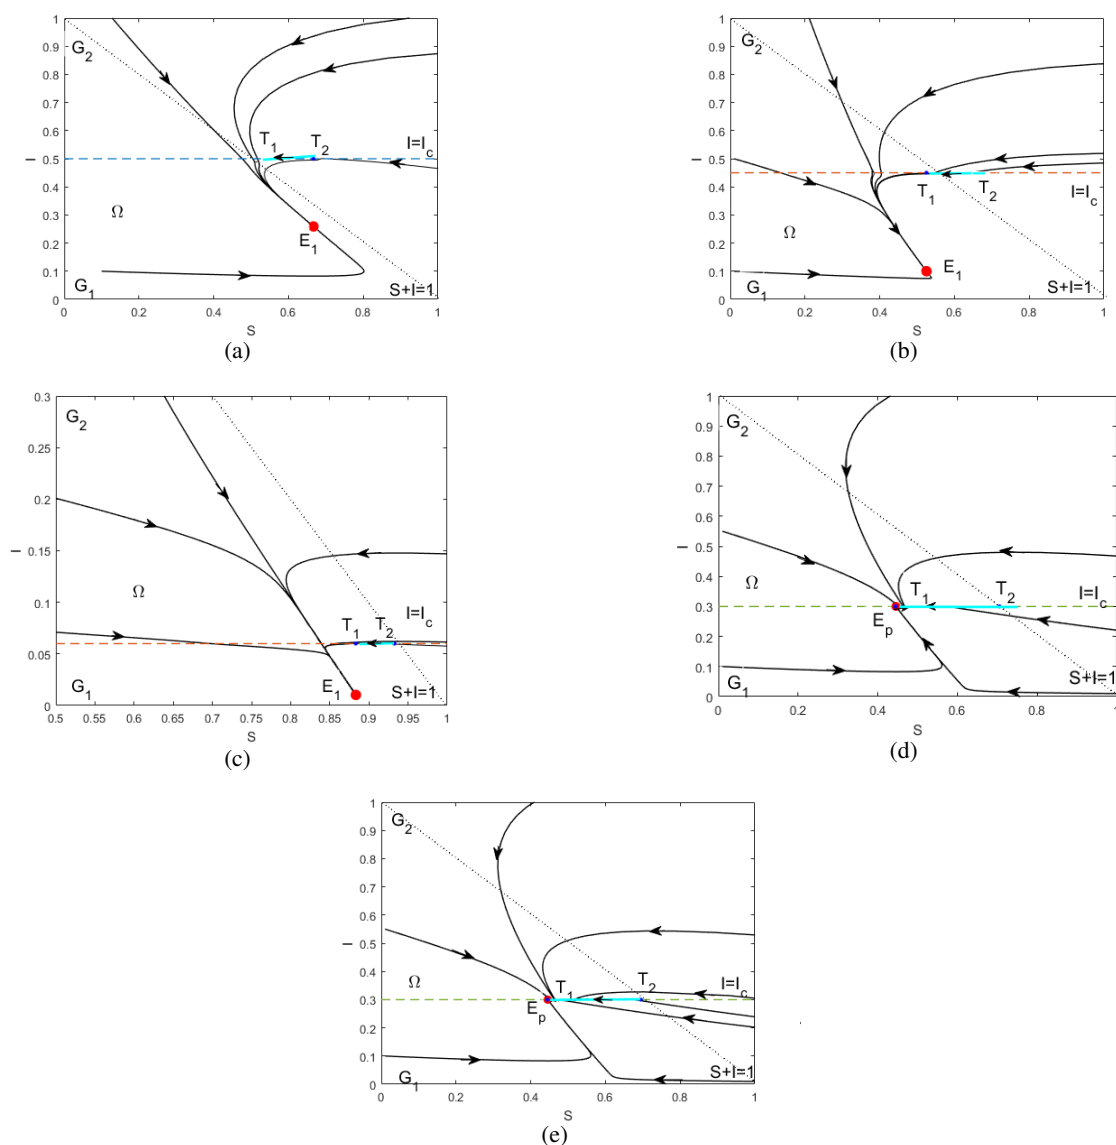 1
G₂
0.9
0.8
0.7
0.6
T₁ T₂ I=I_c
0.5
I
0.4
0.3
Ω
E₁
0.2
0.1
G₁ S+I=1
0
0 0.2 0.4 0.6 0.8 1
S
(a)
1
G₂
0.9
0.8
0.7
0.6
0.5
I
T₁ T₂ I=I_c
0.4
0.3
Ω
0.2
0.1
E₁
G₁ S+I=1
0
0 0.2 0.4 0.6 0.8 1
S
(b)
0.3
G₂
0.25
0.2
0.15
I
Ω
0.1
T₁ T₂ I=I_c
0.05
E₁
G₁ S+I=1
0
0.5 0.55 0.6 0.65 0.7 0.75 0.8 0.85 0.9 0.95 1
S
(c)
1
G₂
0.9
0.8
0.7
0.6
0.5
I
0.4
Ω
T₁ T₂ I=I_c
0.3
E_p
0.2
0.1
G₁ S+I=1
0
0 0.2 0.4 0.6 0.8 1
S
(d)
1
G₂
0.9
0.8
0.7
0.6
0.5
I
0.4
Ω
T₁ T₂ I=I_c
0.3
E_p
0.2
0.1
G₁ S+I=1
0
0 0.2 0.4 0.6 0.8 1
S
(e)